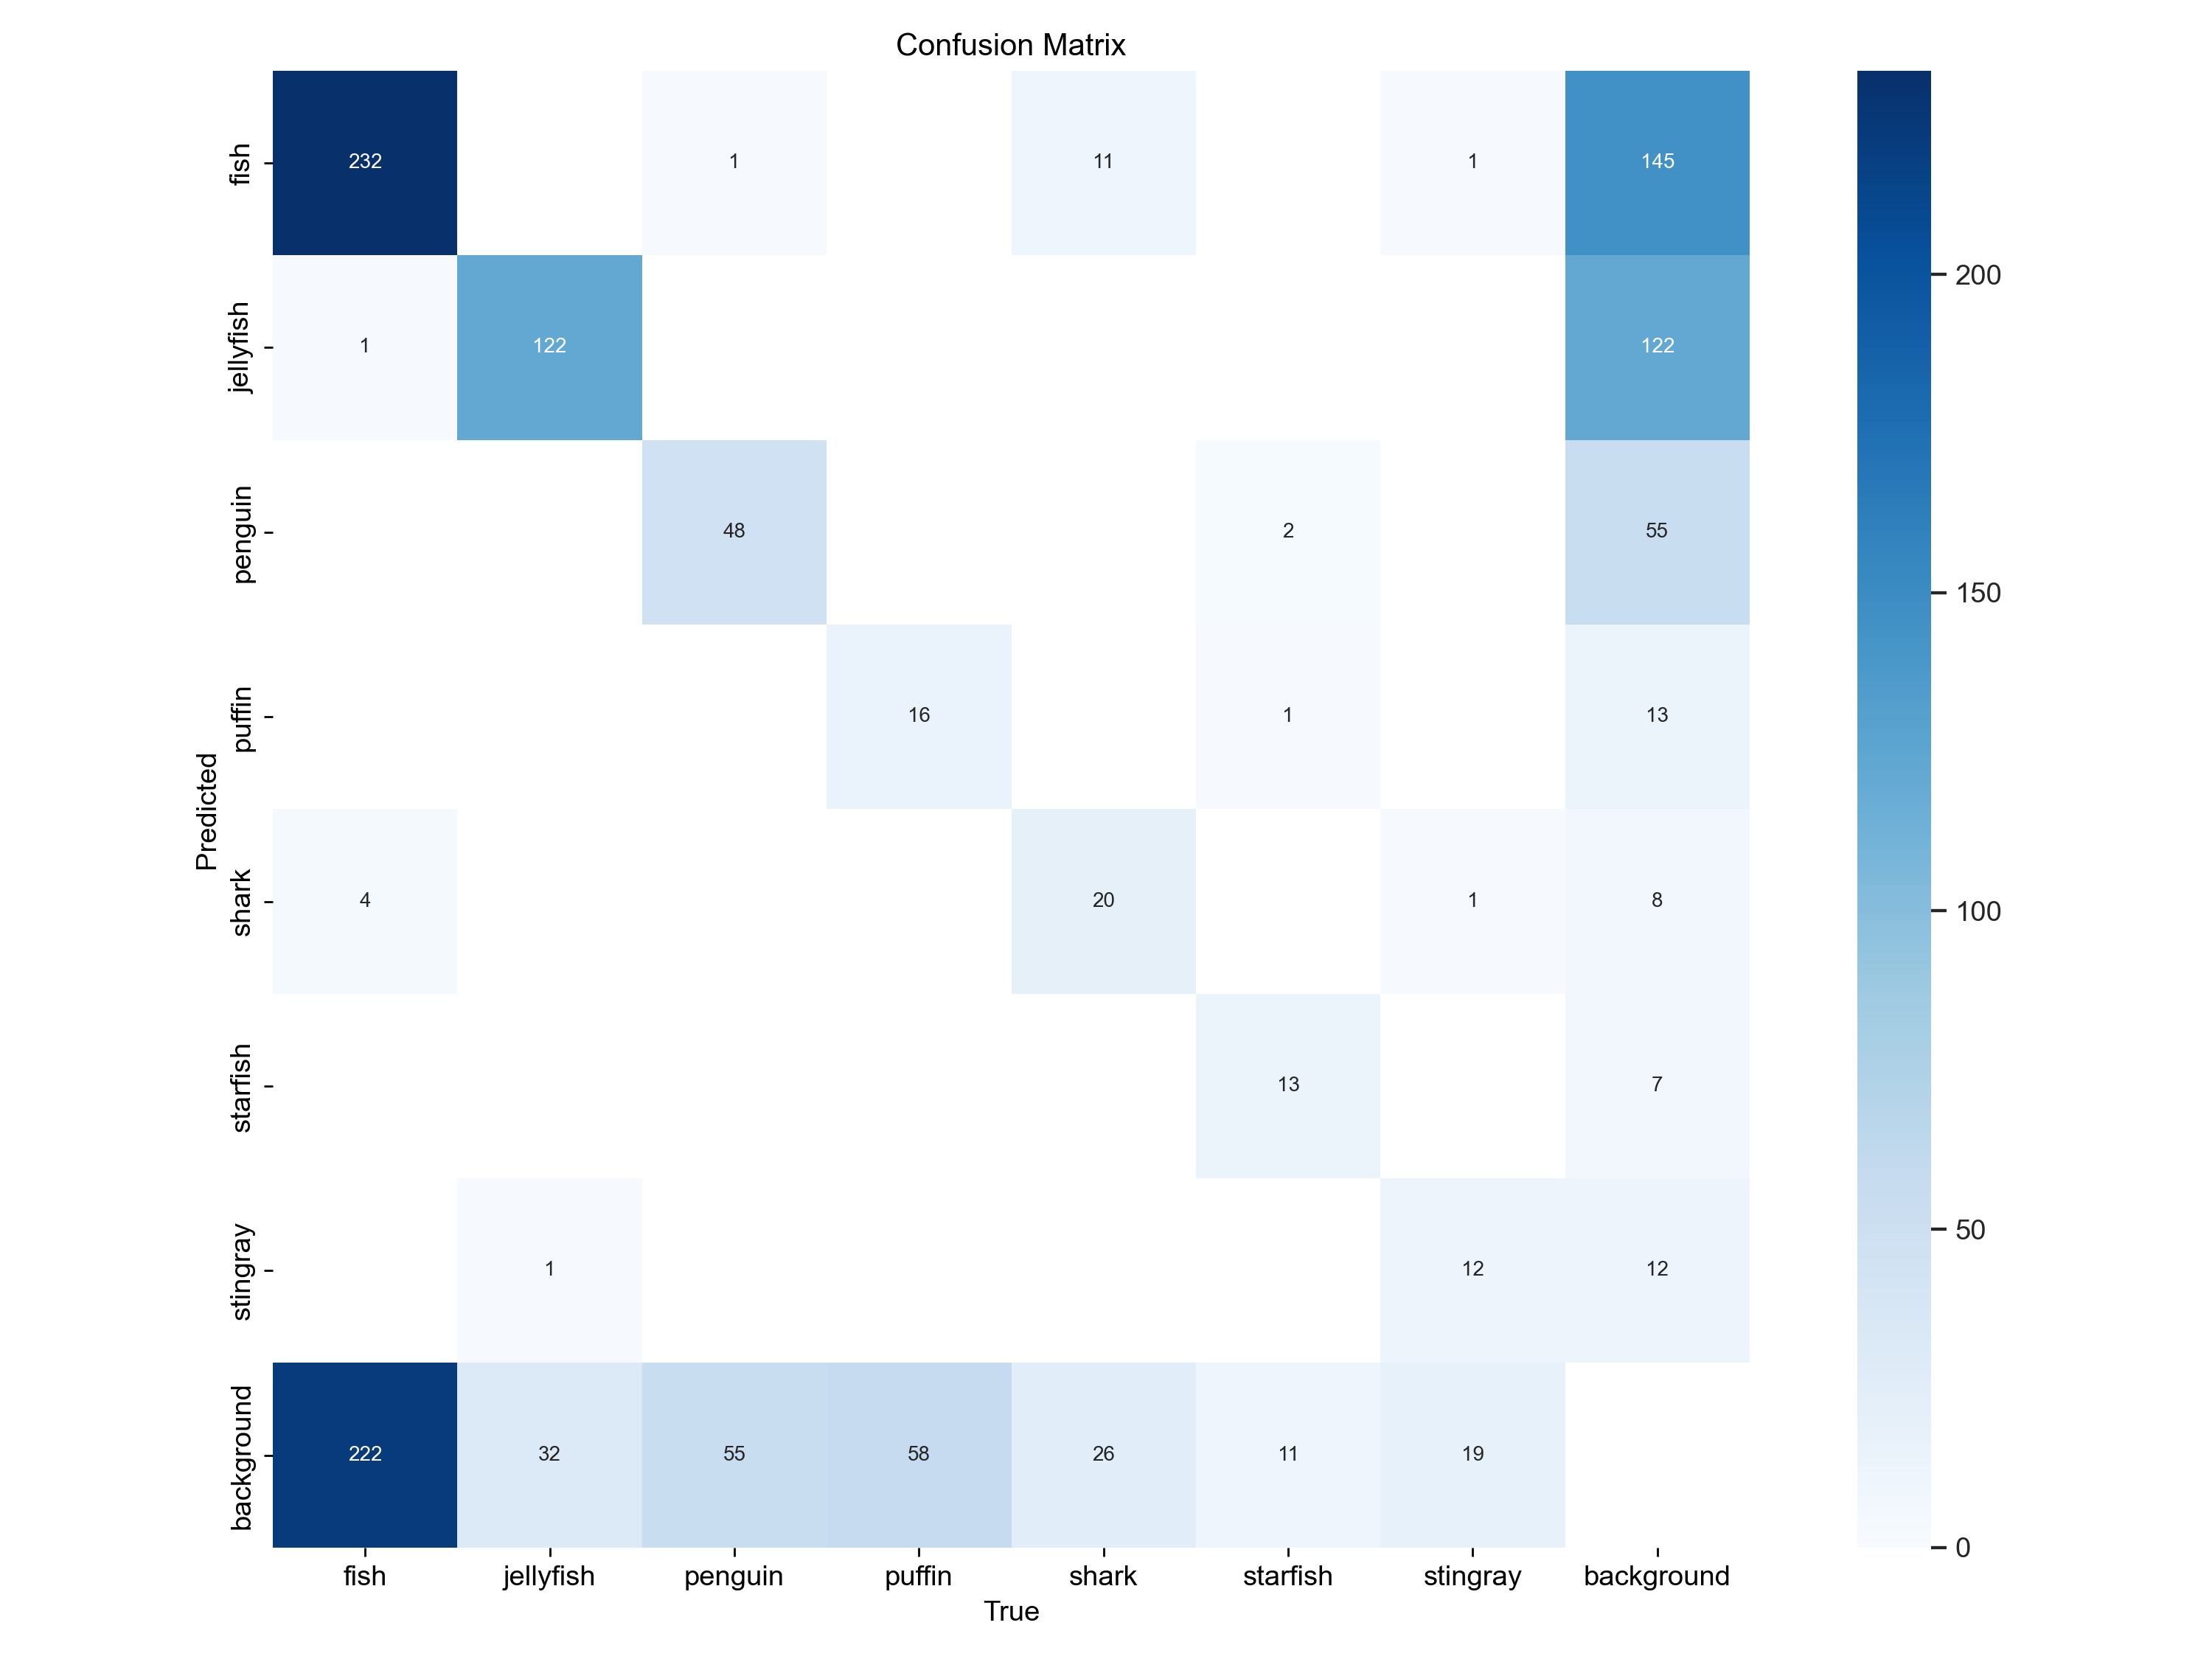 Confusion Matrix
fish 232 1 11 1 145
jellyfish 1 122 122
penguin 48 2 55
puffin 16 1 13
shark 4 20 1 8
starfish 13 7
stingray 1 12 12
background 222 32 55 58 26 11 19
fish jellyfish penguin puffin shark starfish stingray background
True
Predicted
200
150
100
50
0